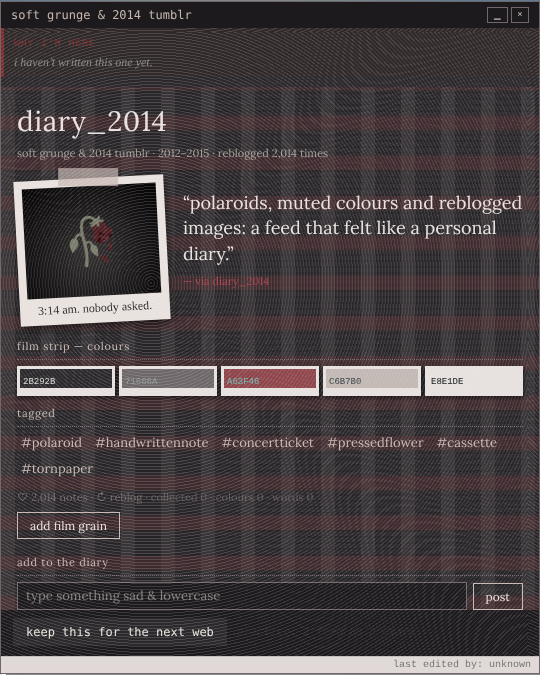 soft grunge & 2014 tumblr
WHY I'M HERE
i haven't written this one yet.
diary_2014
soft grunge & 2014 tumblr · 2012–2015 · reblogged 2,014 times
“polaroids, muted colours and reblogged
images: a feed that felt like a personal
diary.”
— via diary_2014
3:14 am. nobody asked.
film strip — colours
2B292B 716B6A A63F46 C6B7B0 E8E1DE
tagged
#polaroid #handwrittennote #concertticket #pressedflower #cassette
#tornpaper
♡ 2,014 notes · ↻ reblog · collected 0 · colours 0 · words 0
add film grain
add to the diary
type something sad & lowercase post
keep this for the next web
last edited by: unknown